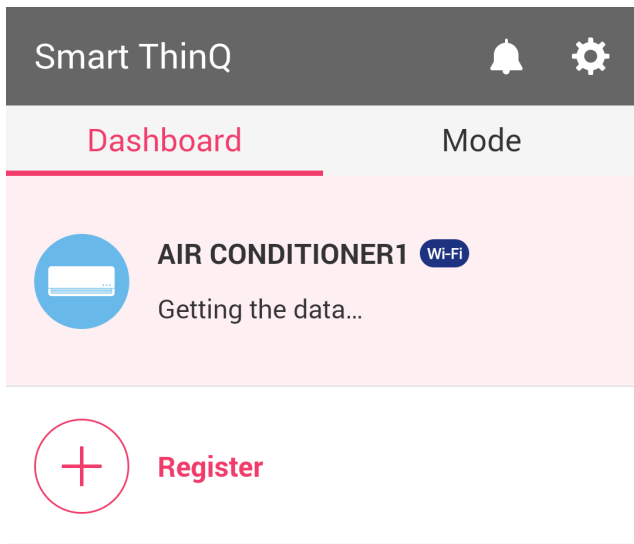 Smart ThinQ
Dashboard Mode
AIR CONDITIONER1 Wi-Fi
Getting the data...
Register